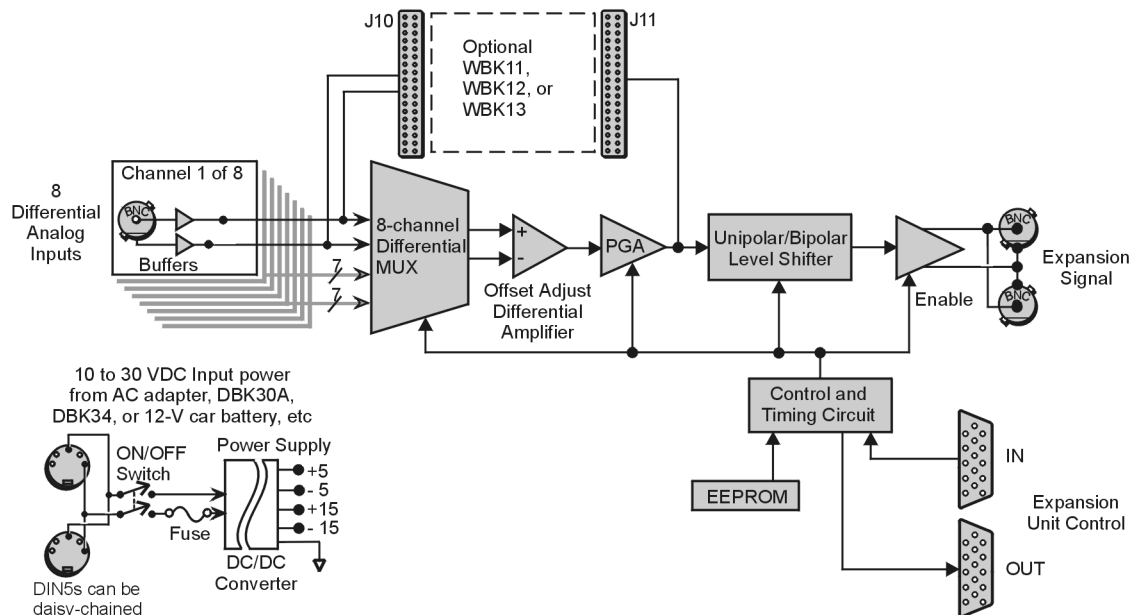 J10
J11
Optional
WBK11,
WBK12, or
WBK13
8
Differential
Analog
Inputs
Channel 1 of 8
BNC
Buffers
7
7
8-channel
Differential
MUX
+
-
Offset Adjust
Differential
Amplifier
PGA
Unipolar/Bipolar
Level Shifter
Enable
BNC
BNC
Expansion
Signal
Control and
Timing Circuit
EEPROM
IN
OUT
Expansion
Unit Control
10 to 30 VDC Input power
from AC adapter, DBK30A,
DBK34, or 12-V car battery, etc
ON/OFF
Switch
Fuse
Power Supply
+5
- 5
+15
- 15
DC/DC
Converter
DIN5s can be
daisy-chained